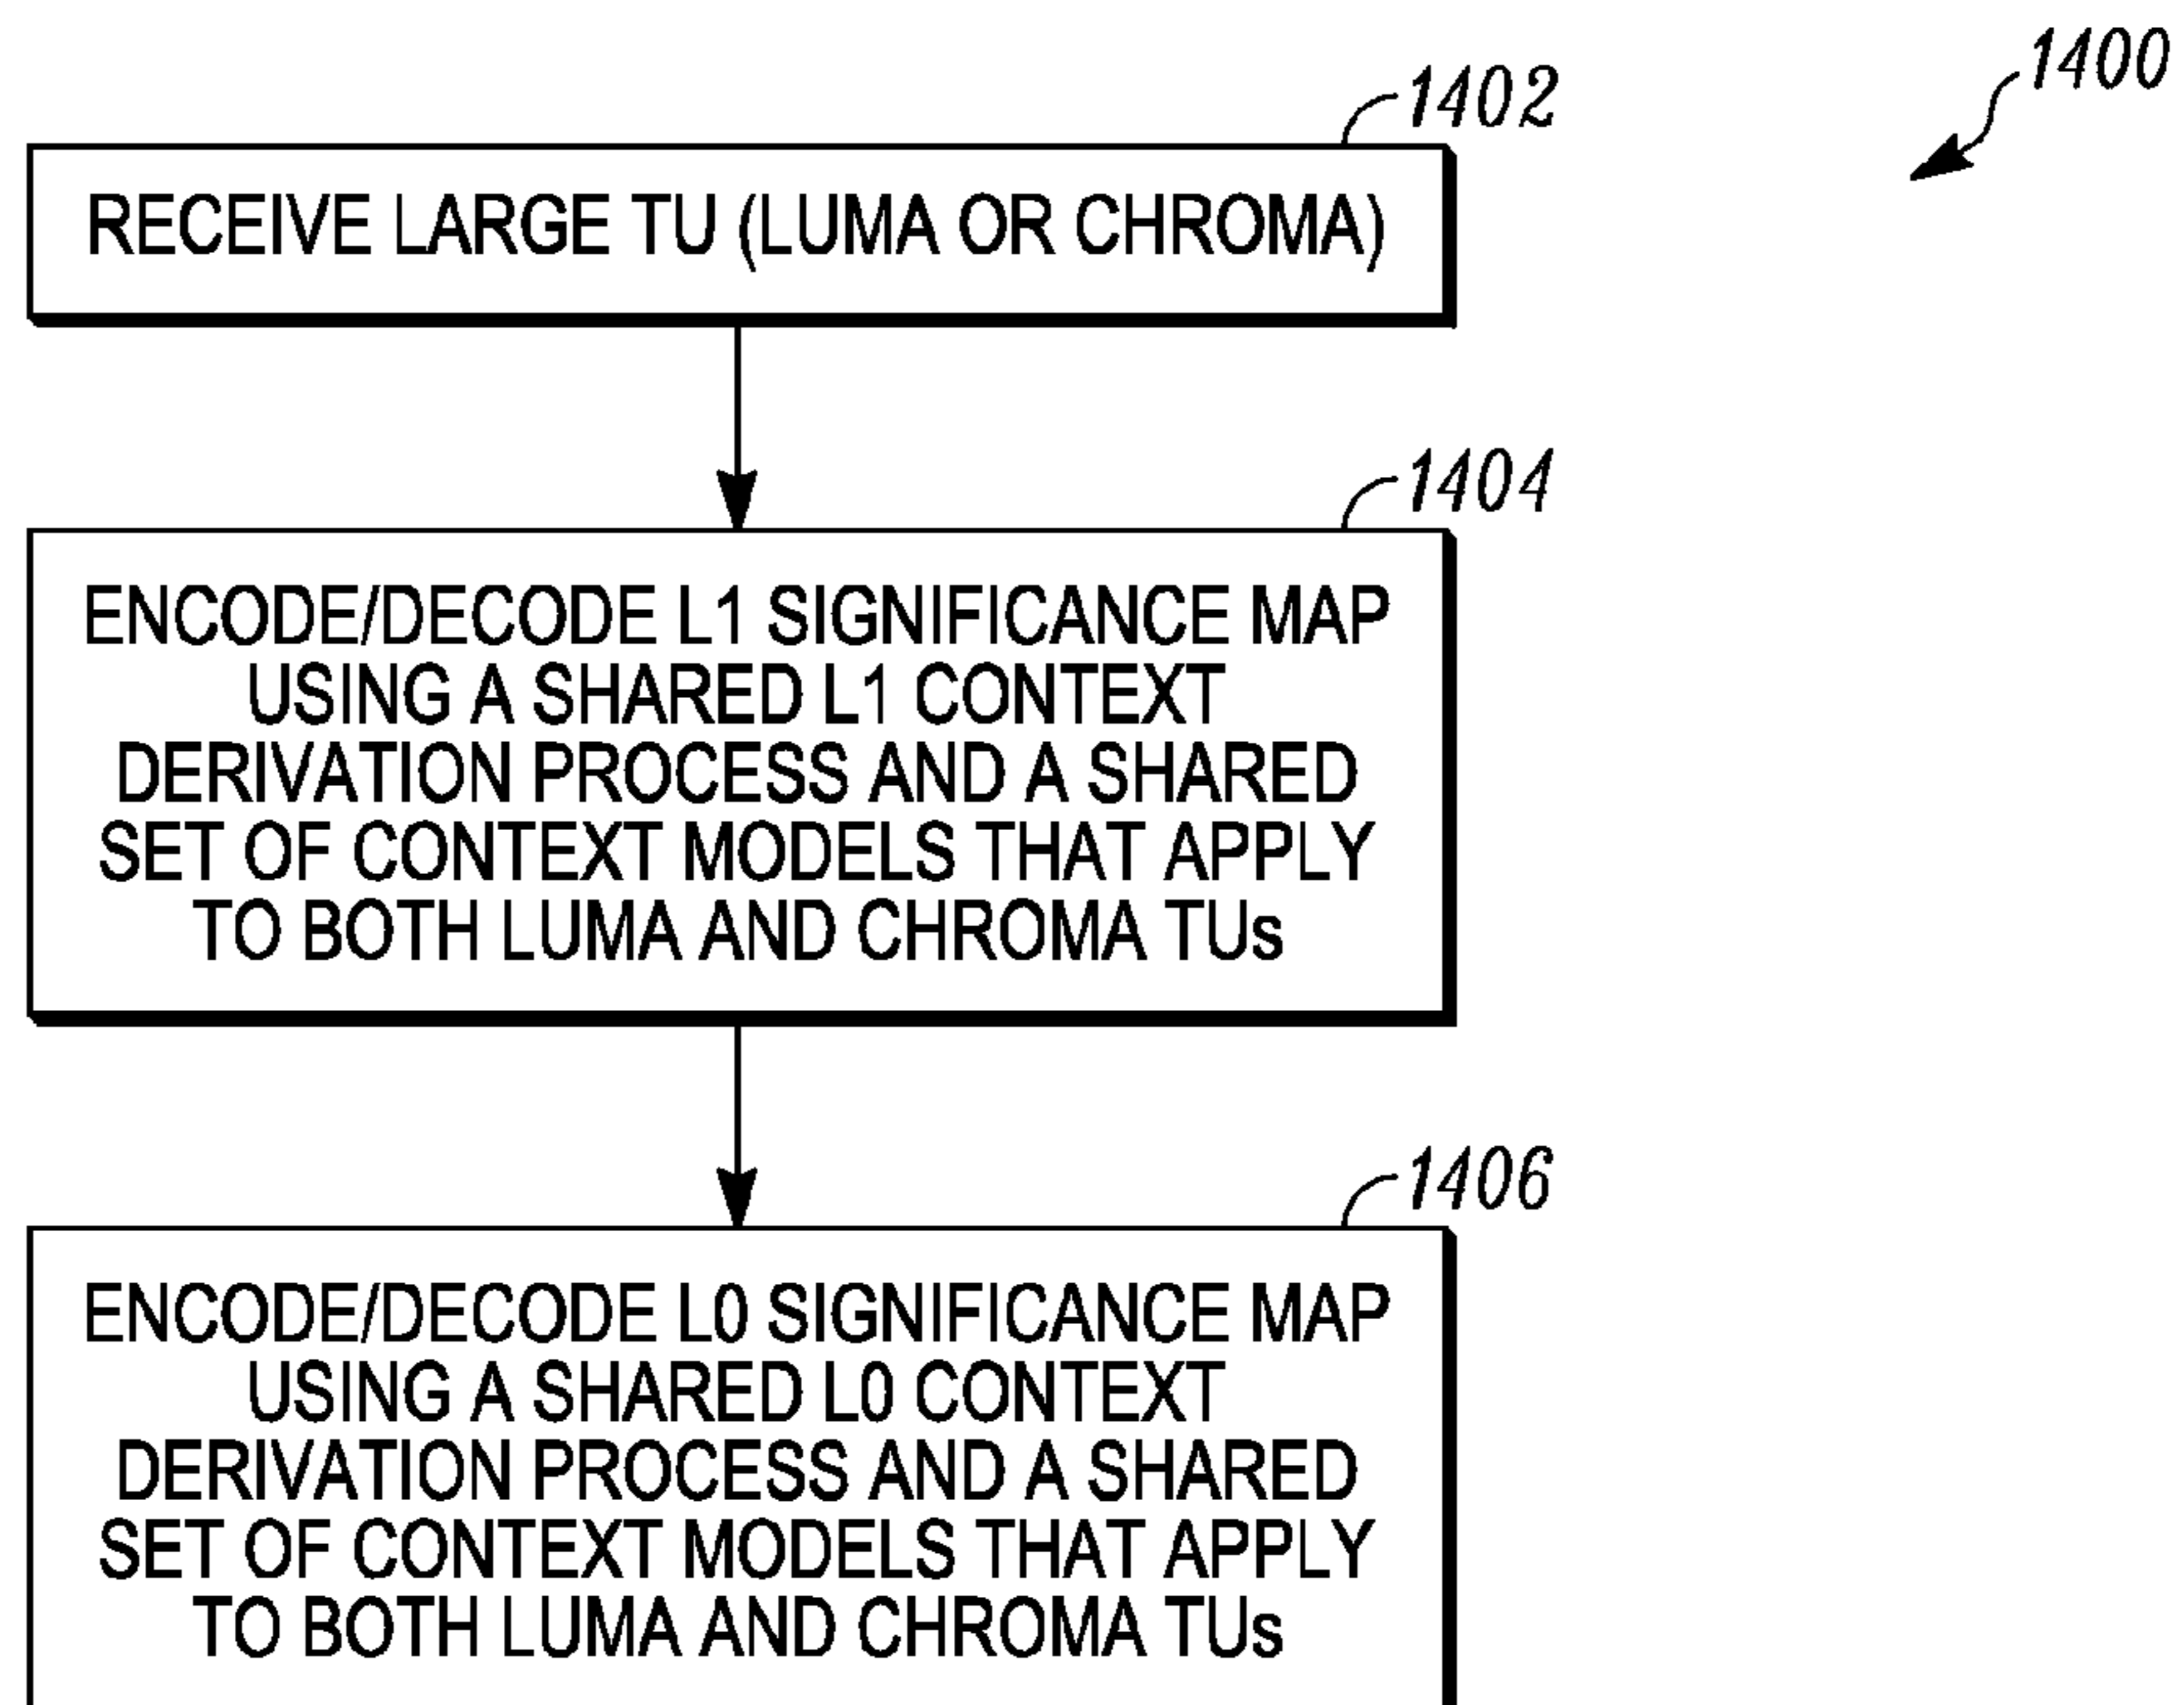 1400
1402
RECEIVE LARGE TU (LUMA OR CHROMA)
1404
ENCODE/DECODE L1 SIGNIFICANCE MAP
USING A SHARED L1 CONTEXT
DERIVATION PROCESS AND A SHARED
SET OF CONTEXT MODELS THAT APPLY
TO BOTH LUMA AND CHROMA TUs
1406
ENCODE/DECODE L0 SIGNIFICANCE MAP
USING A SHARED L0 CONTEXT
DERIVATION PROCESS AND A SHARED
SET OF CONTEXT MODELS THAT APPLY
TO BOTH LUMA AND CHROMA TUs